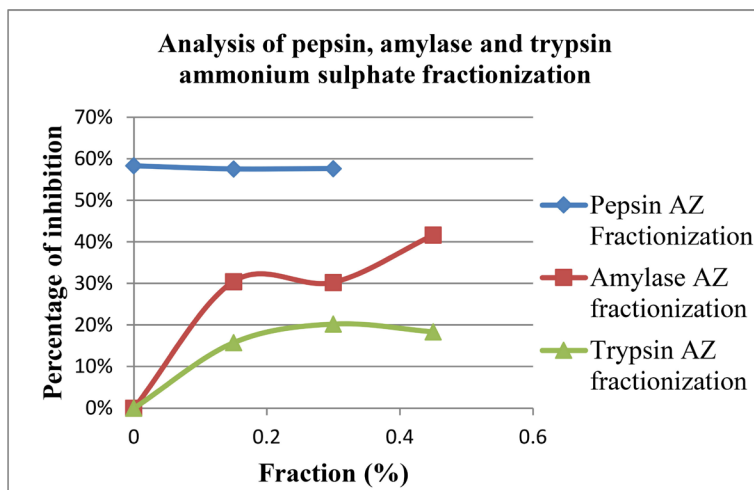 Analysis of pepsin, amylase and trypsin
ammonium sulphate fractionization
Percentage of inhibition
70%
60%
50%
40%
30%
20%
10%
0%
0
0.2
0.4
0.6
Fraction (%)
Pepsin AZ
Fractionization
Amylase AZ
fractionization
Trypsin AZ
fractionization